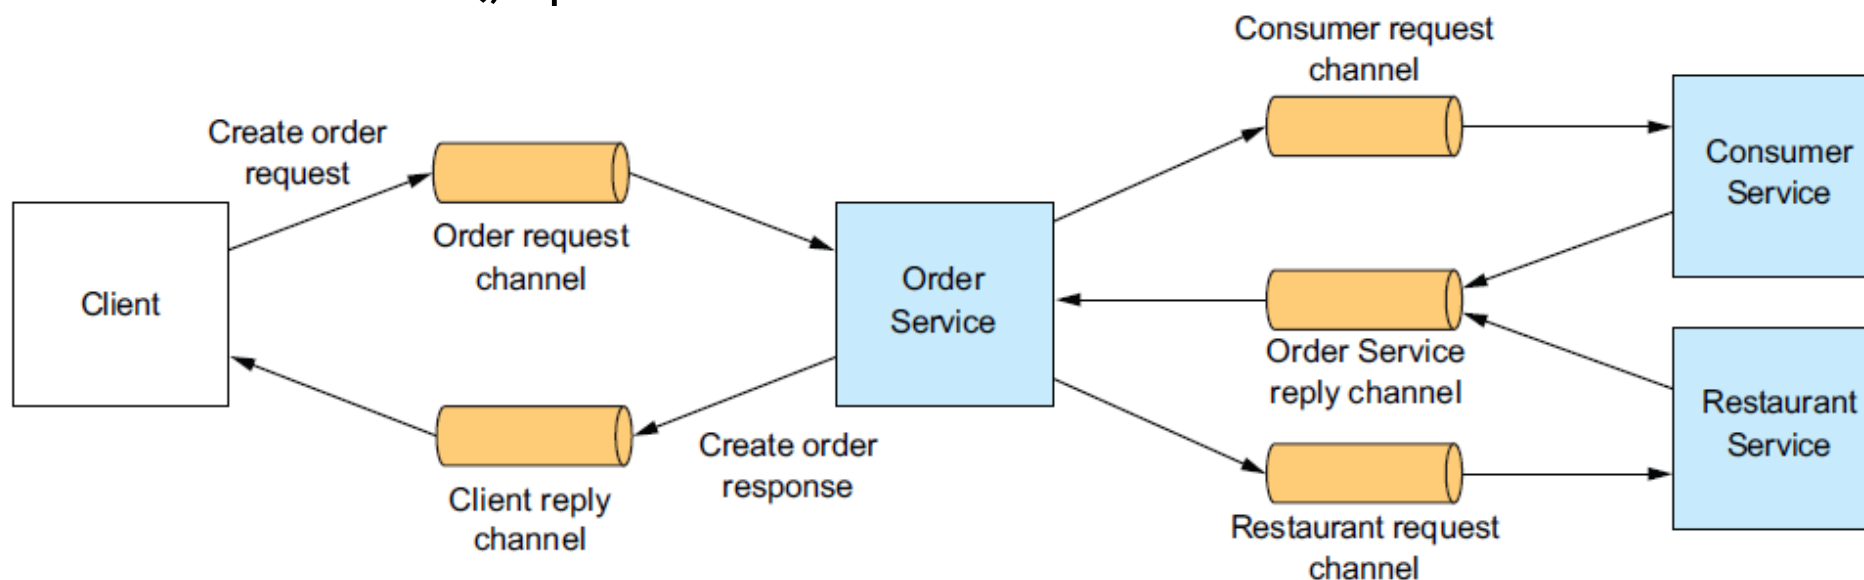 Consumer request
channel
Create order
request
Order request
channel
Client
Order
Service
Consumer
Service
Order Service
reply channel
Restaurant
Service
Create order
response
Client reply
channel
Restaurant request
channel